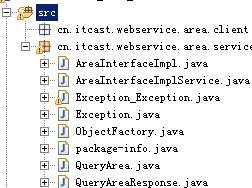 src
cn.itcast.webservice.area.client
cn.itcast.webservice.area.service
AreaInterfaceImpl.java
AreaInterfaceImplService.java
Exception_Exception.java
Exception.java
ObjectFactory.java
package-info.java
QueryArea.java
QueryAreaResponse.java